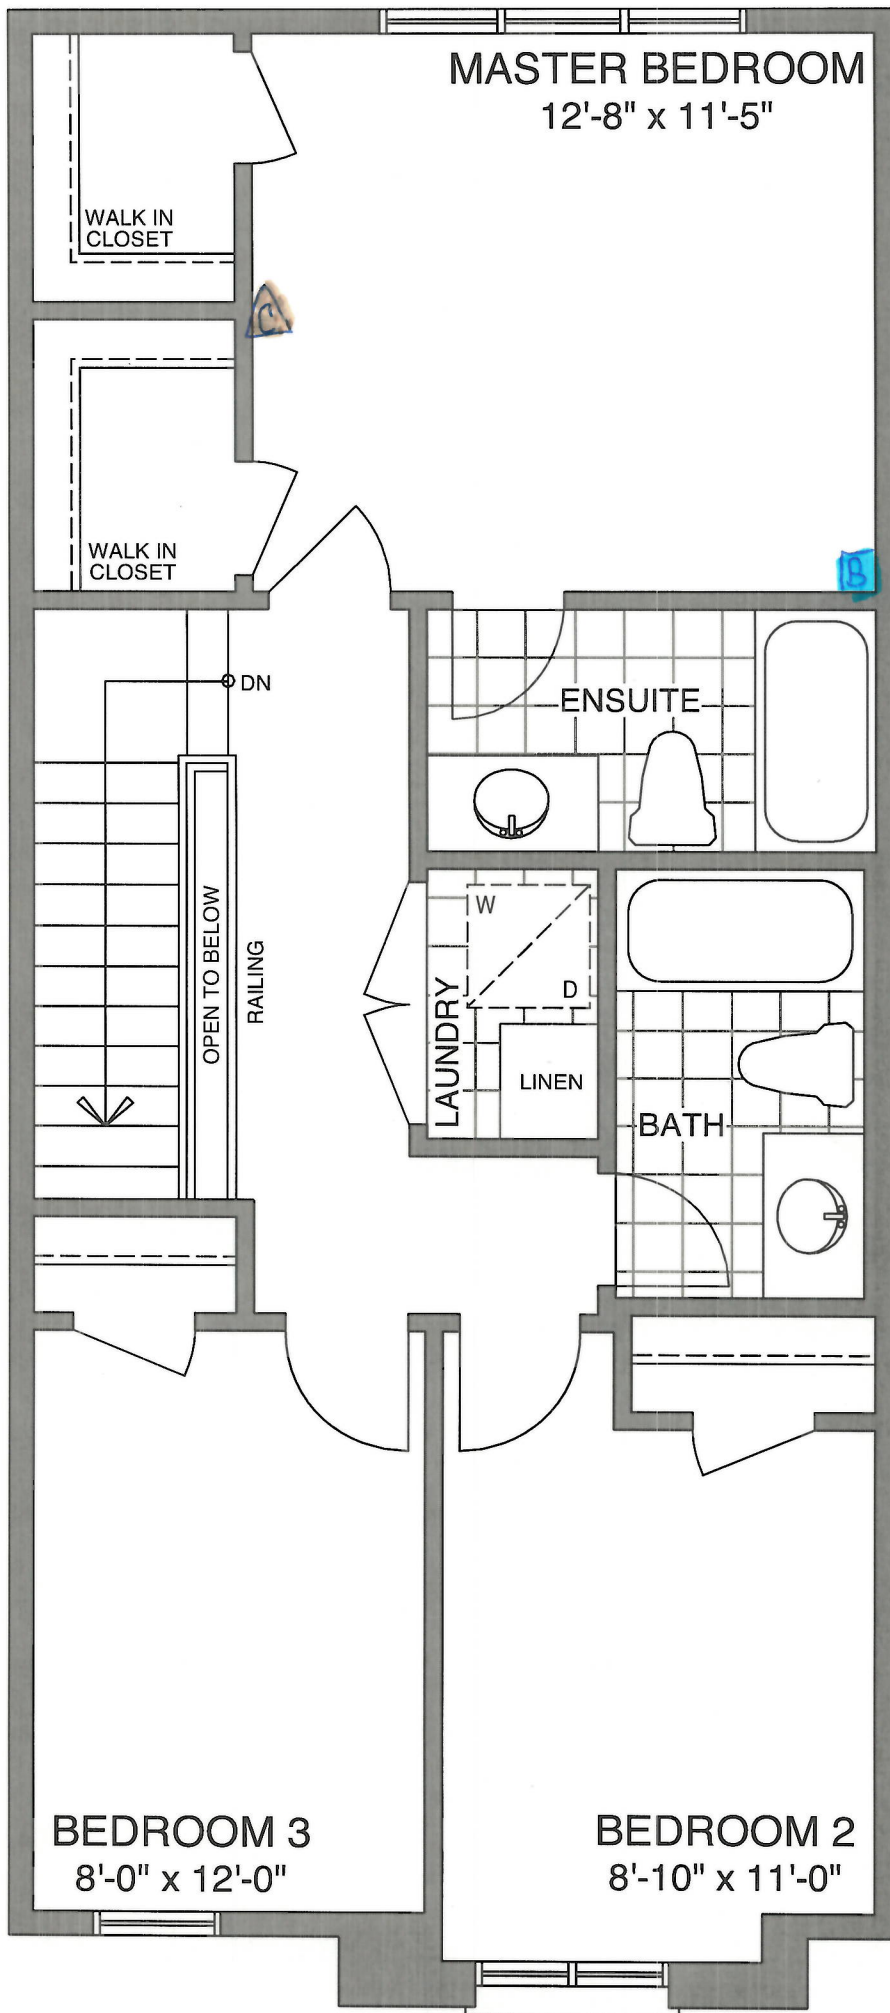 MASTER BEDROOM
12'-8" x 11'-5"
WALK IN
CLOSET
C
WALK IN
CLOSET
B
DN
ENSUITE
OPEN TO BELOW
RAILING
W
D
LAUNDRY
LINEN
BATH
BEDROOM 3
8'-0" x 12'-0"
BEDROOM 2
8'-10" x 11'-0"